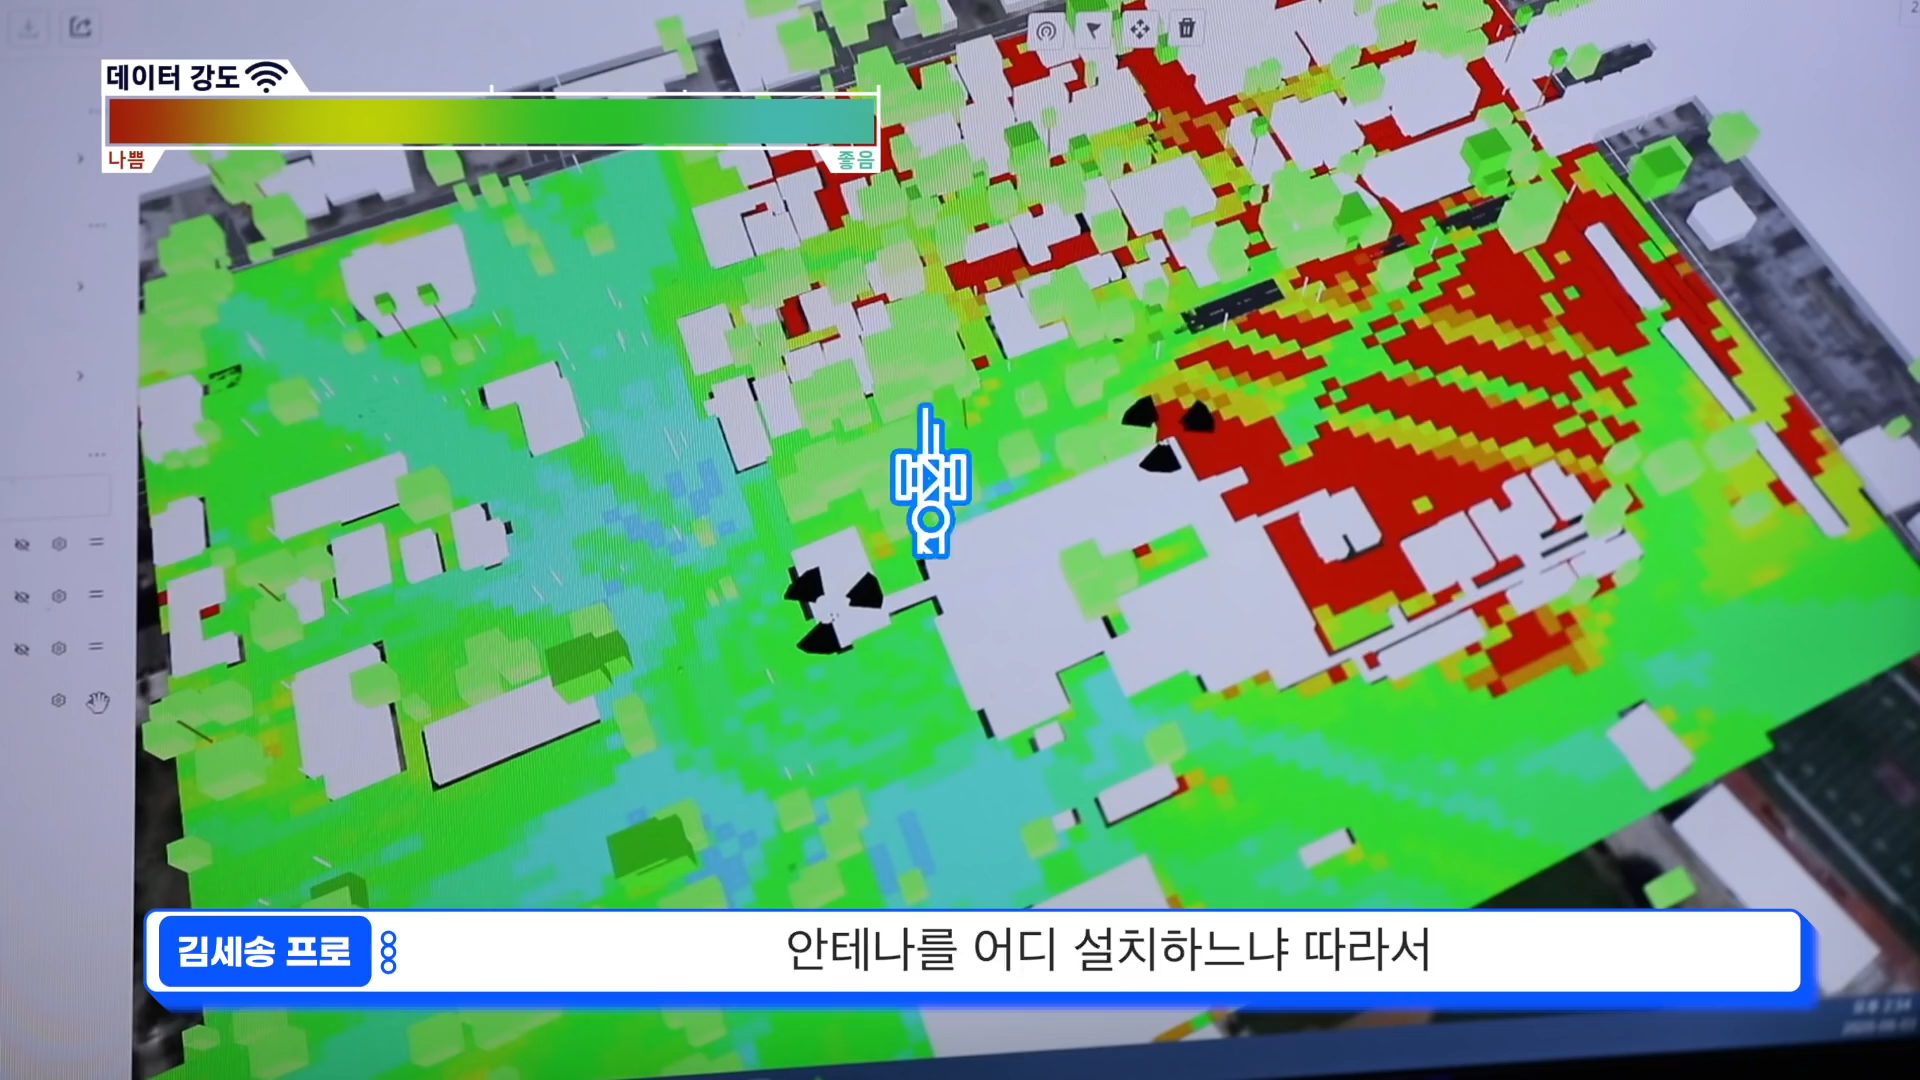 데이터 강도
나쁨
좋음
김세송 프로
안테나를 어디 설치하느냐 따라서